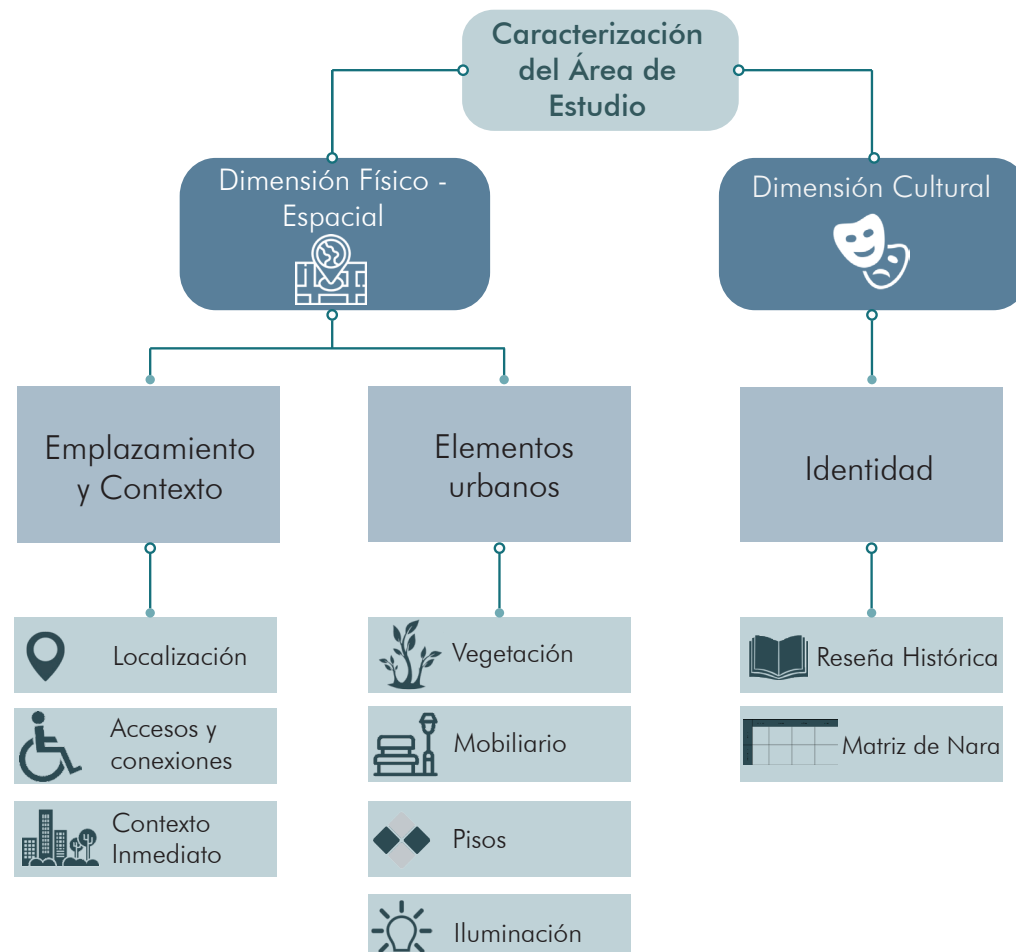 Caracterización
del Área de
Estudio
Dimensión Físico -
Espacial
Dimensión Cultural
Emplazamiento
y Contexto
Elementos
urbanos
Identidad
Localización
Accesos y
conexiones
Contexto
Inmediato
Vegetación
Mobiliario
Pisos
Iluminación
Reseña Histórica
Matriz de Nara